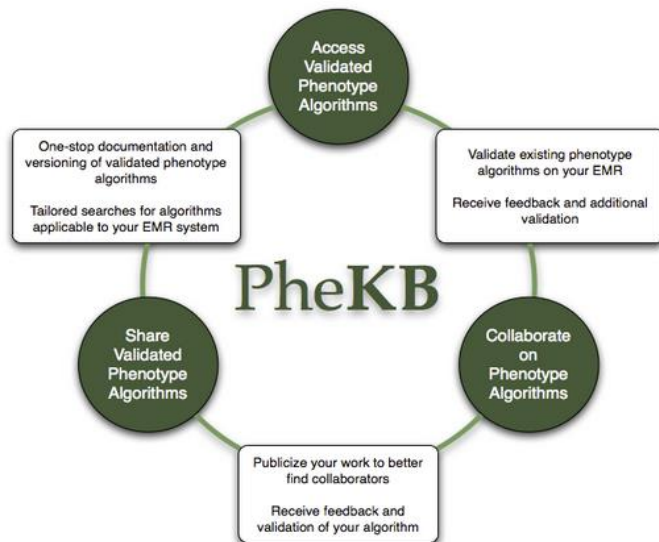 Access
Validated
Phenotype
Algorithms
One-stop documentation and
versioning of validated phenotype
algorithms
Tailored searches for algorithms
applicable to your EMR system
Validate existing phenotype
algorithms on your EMR
Receive feedback and additional
validation
PheKB
Share
Validated
Phenotype
Algorithms
Collaborate
on
Phenotype
Algorithms
Publicize your work to better
find collaborators
Receive feedback and
validation of your algorithm